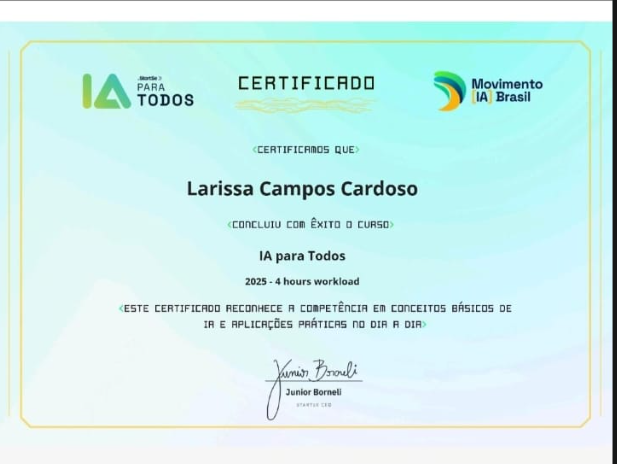 IA
PARA
TODOS
CERTIFICADO
Movimento
[IA] Brasil
<CERTIFICAMOS QUE>
Larissa Campos Cardoso
<CONCLUIU COM ÊXITO O CURSO>
IA para Todos
2025 - 4 hours workload
<ESTE CERTIFICADO RECONHECE A COMPETÊNCIA EM CONCEITOS BÁSICOS DE
IA E APLICAÇÕES PRÁTICAS NO DIA A DIA>
Junior Borneli
Junior Borneli
STARTSE CEO